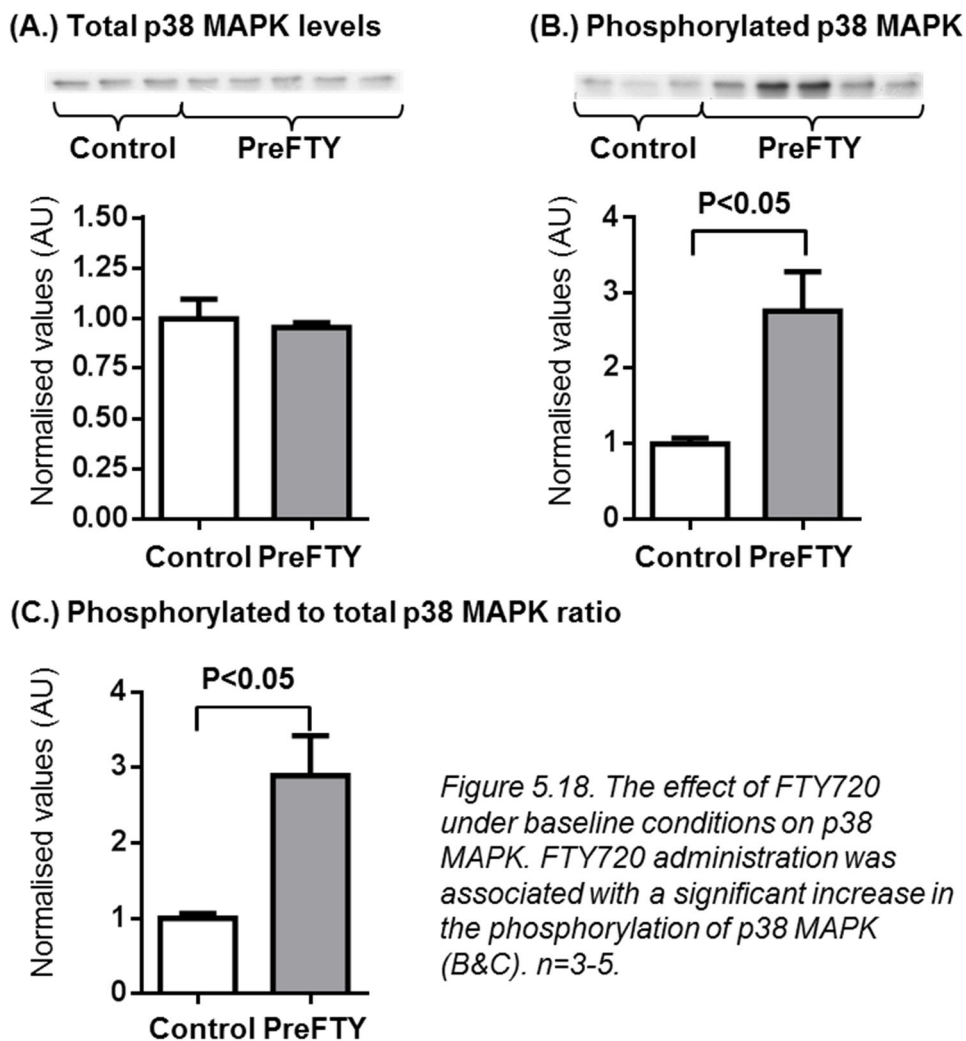 (A.) Total p38 MAPK levels
Control PreFTY
Normalised values (AU)
1.50
1.25
1.00
0.75
0.50
0.25
0.00
Control PreFTY
(B.) Phosphorylated p38 MAPK
Control PreFTY
P<0.05
Normalised values (AU)
4
3
2
1
0
Control PreFTY
(C.) Phosphorylated to total p38 MAPK ratio
P<0.05
Normalised values (AU)
4
3
2
1
0
Control PreFTY
Figure 5.18. The effect of FTY720
under baseline conditions on p38
MAPK. FTY720 administration was
associated with a significant increase in
the phosphorylation of p38 MAPK
(B&C). n=3-5.